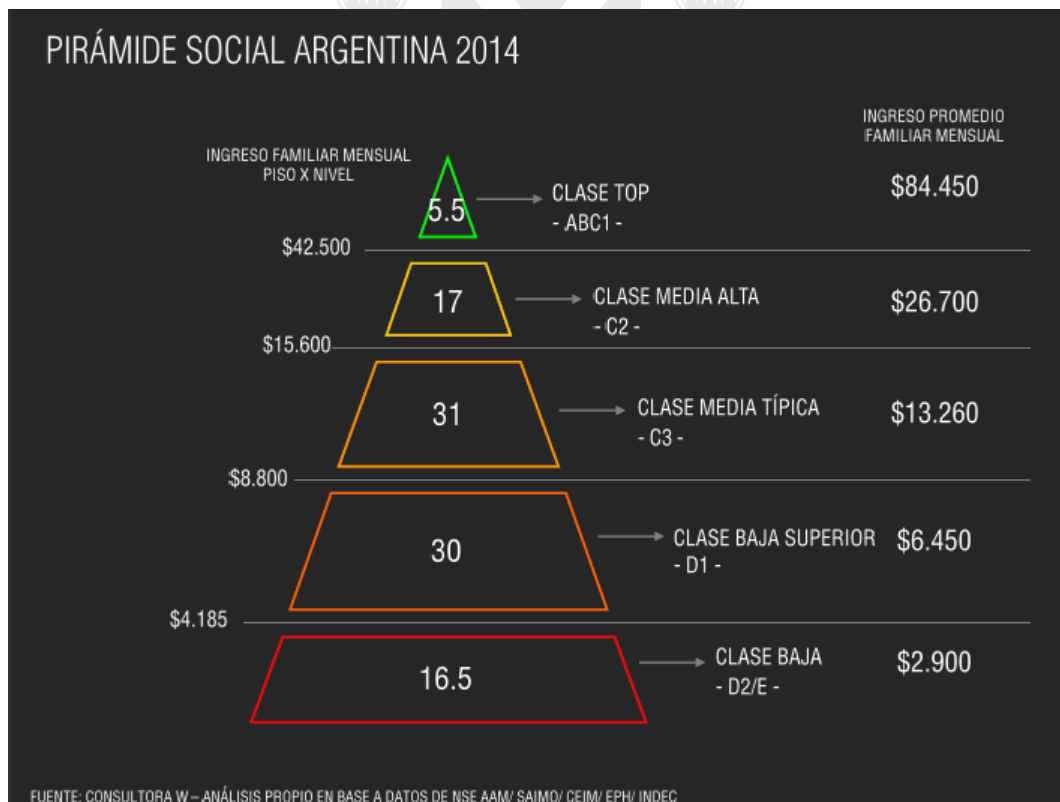 PIRÁMIDE SOCIAL ARGENTINA 2014
INGRESO PROMEDIO
FAMILIAR MENSUAL
INGRESO FAMILIAR MENSUAL
PISO X NIVEL
5.5
CLASE TOP
- ABC1 -
$84.450
$42.500
17
CLASE MEDIA ALTA
- C2 -
$26.700
$15.600
31
CLASE MEDIA TÍPICA
- C3 -
$13.260
$8.800
30
CLASE BAJA SUPERIOR
- D1 -
$6.450
$4.185
16.5
CLASE BAJA
- D2/E -
$2.900
FUENTE: CONSULTORA W – ANÁLISIS PROPIO EN BASE A DATOS DE NSE AAM/ SAIMO/ CEIM/ EPH/ INDEC